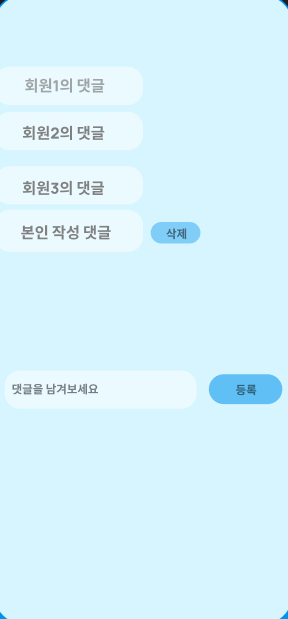 회원1의 댓글
회원2의 댓글
회원3의 댓글
본인 작성 댓글
삭제
댓글을 남겨보세요
등록